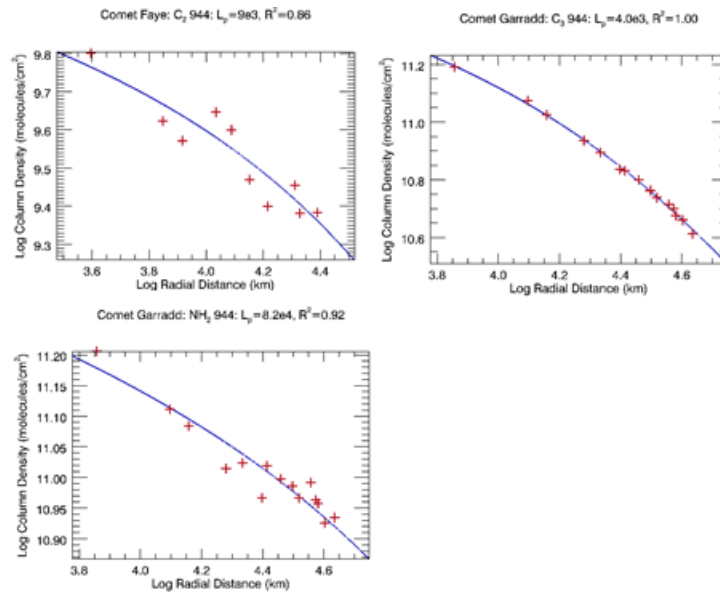 Comet Faye: C₂ 944: Lₚ=9e3, R²=0.86
Log Column Density (molecules/cm²)
9.8
9.7
9.6
9.5
9.4
9.3
3.6 3.8 4.0 4.2 4.4
Log Radial Distance (km)
Comet Garradd: C₃ 944: Lₚ=4.0e3, R²=1.00
Log Column Density (molecules/cm²)
11.2
11.0
10.8
10.6
3.8 4.0 4.2 4.4 4.6
Log Radial Distance (km)
Comet Garradd: NH₂ 944: Lₚ=8.2e4, R²=0.92
Log Column Density (molecules/cm²)
11.20
11.15
11.10
11.05
11.00
10.95
10.90
3.8 4.0 4.2 4.4 4.6
Log Radial Distance (km)